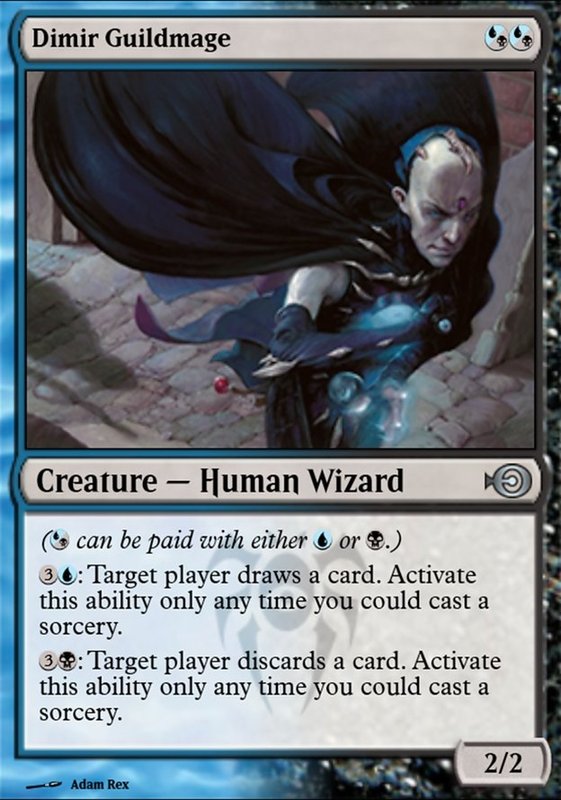 Dimir Guildmage
Creature — Human Wizard
( can be paid with either or .)
3: Target player draws a card. Activate
this ability only any time you could cast a
sorcery.
3: Target player discards a card. Activate
this ability only any time you could cast a
sorcery.
2/2
Adam Rex